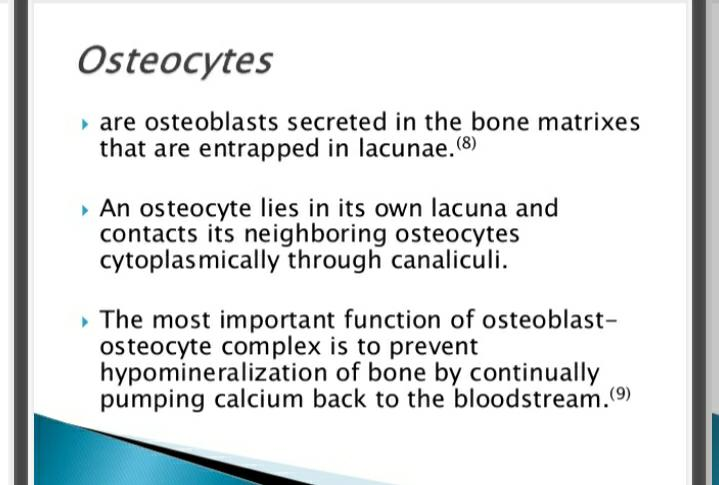 Osteocytes
are osteoblasts secreted in the bone matrixes
that are entrapped in lacunae.(8)
An osteocyte lies in its own lacuna and
contacts its neighboring osteocytes
cytoplasmically through canaliculi.
The most important function of osteoblast-
osteocyte complex is to prevent
hypomineralization of bone by continually
pumping calcium back to the bloodstream.(9)